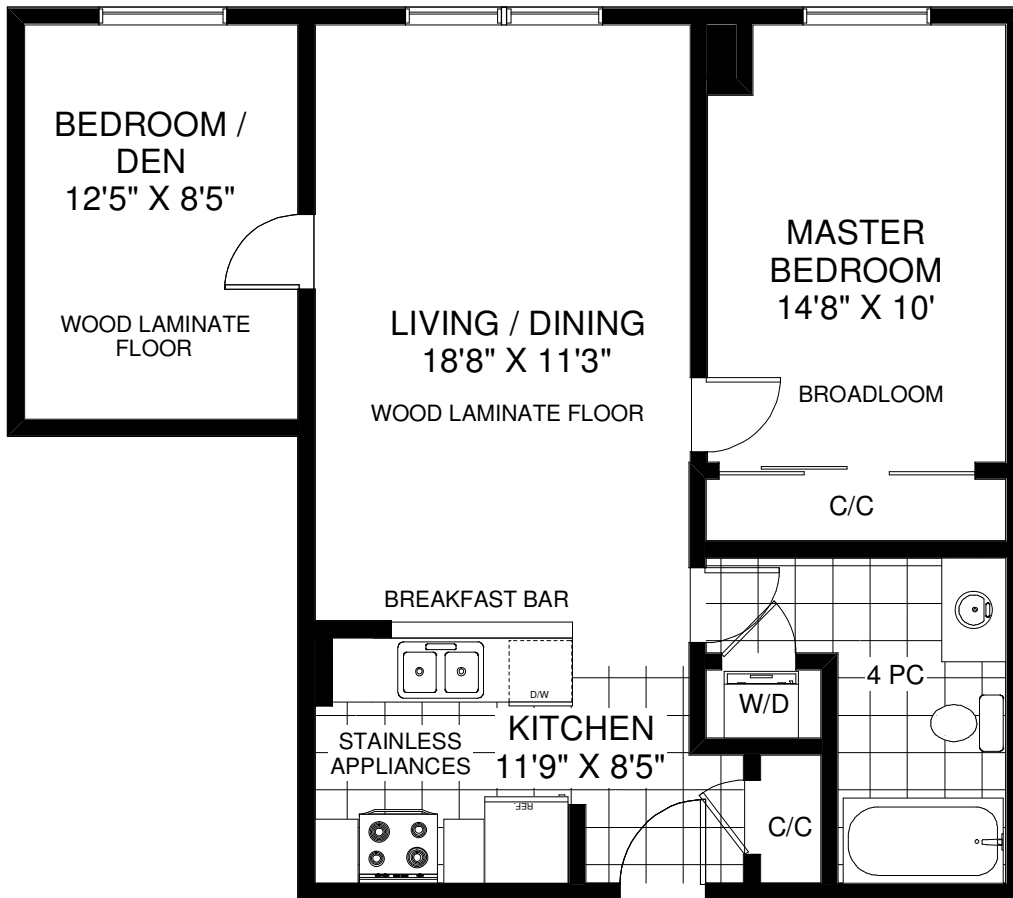 BEDROOM /
DEN
12'5" X 8'5"
WOOD LAMINATE
FLOOR
LIVING / DINING
18'8" X 11'3"
WOOD LAMINATE FLOOR
MASTER
BEDROOM
14'8" X 10'
BROADLOOM
C/C
BREAKFAST BAR
D/W
KITCHEN
11'9" X 8'5"
STAINLESS
APPLIANCES
REF.
W/D
4 PC
C/C